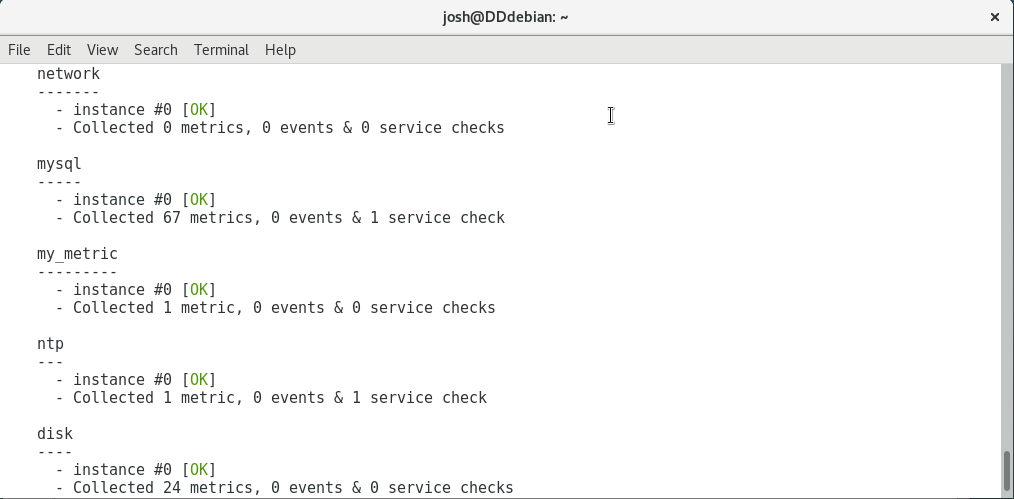 josh@DDdebian: ~ ×
File Edit View Search Terminal Help
network
-------
- instance #0 [OK]
- Collected 0 metrics, 0 events & 0 service checks
mysql
-----
- instance #0 [OK]
- Collected 67 metrics, 0 events & 1 service check
my_metric
---------
- instance #0 [OK]
- Collected 1 metric, 0 events & 0 service checks
ntp
---
- instance #0 [OK]
- Collected 1 metric, 0 events & 1 service check
disk
----
- instance #0 [OK]
- Collected 24 metrics, 0 events & 0 service checks